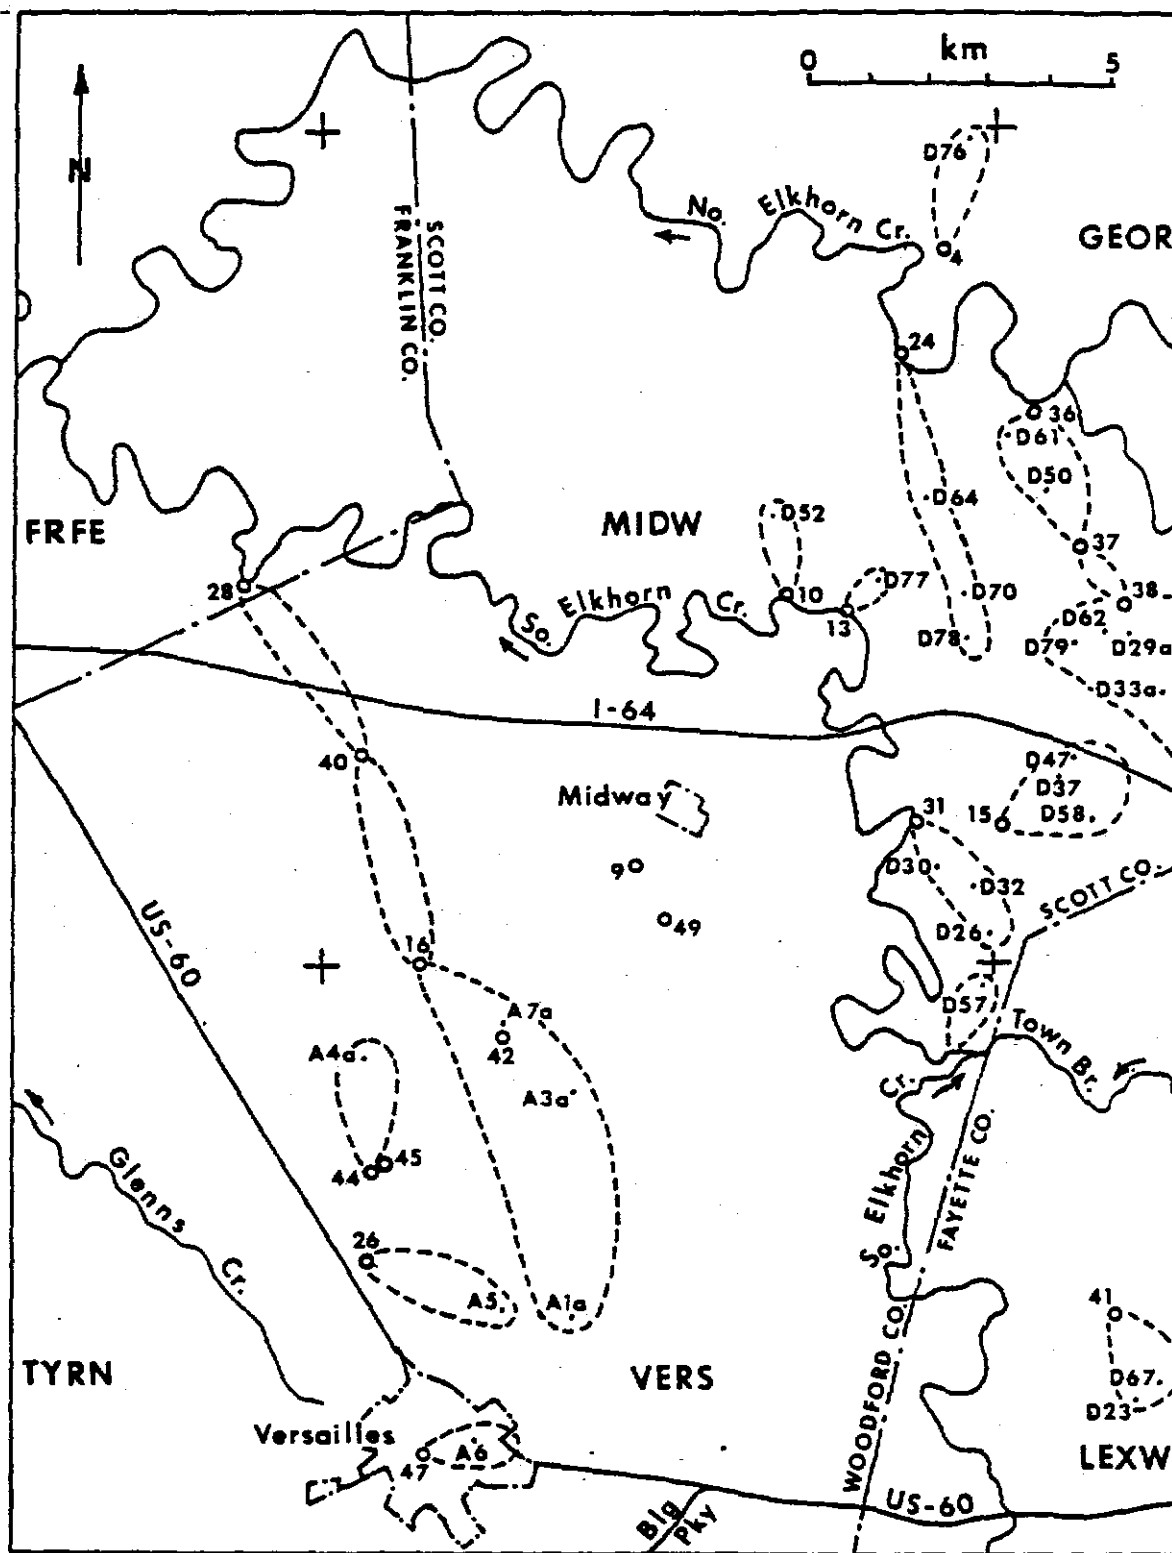 km
0 5
N
D76
No. Elkhorn Cr.
4
GEOR
SCOTT CO.
FRANKLIN CO.
24
36
D61
D50
D64
D52
FRFE
MIDW
37
28
10
D77
38
So. Elkhorn Cr.
13
D70
D62
D78
D79
D29a
D33a
I-64
40
D47
Midway
D37
31
15
D58
9
D30
D32
SCOTT CO.
US-60
49
D26
16
D57
A7a
42
Town Br.
A4a
A3a
Cr.
45
44
Glenns Cr.
So. Elkhorn
FAYETTE CO.
26
A5
A1a
41
WOODFORD CO.
TYRN
VERS
D67
D23
Versailles
A6
47
LEXW
US-60
Blg Pky